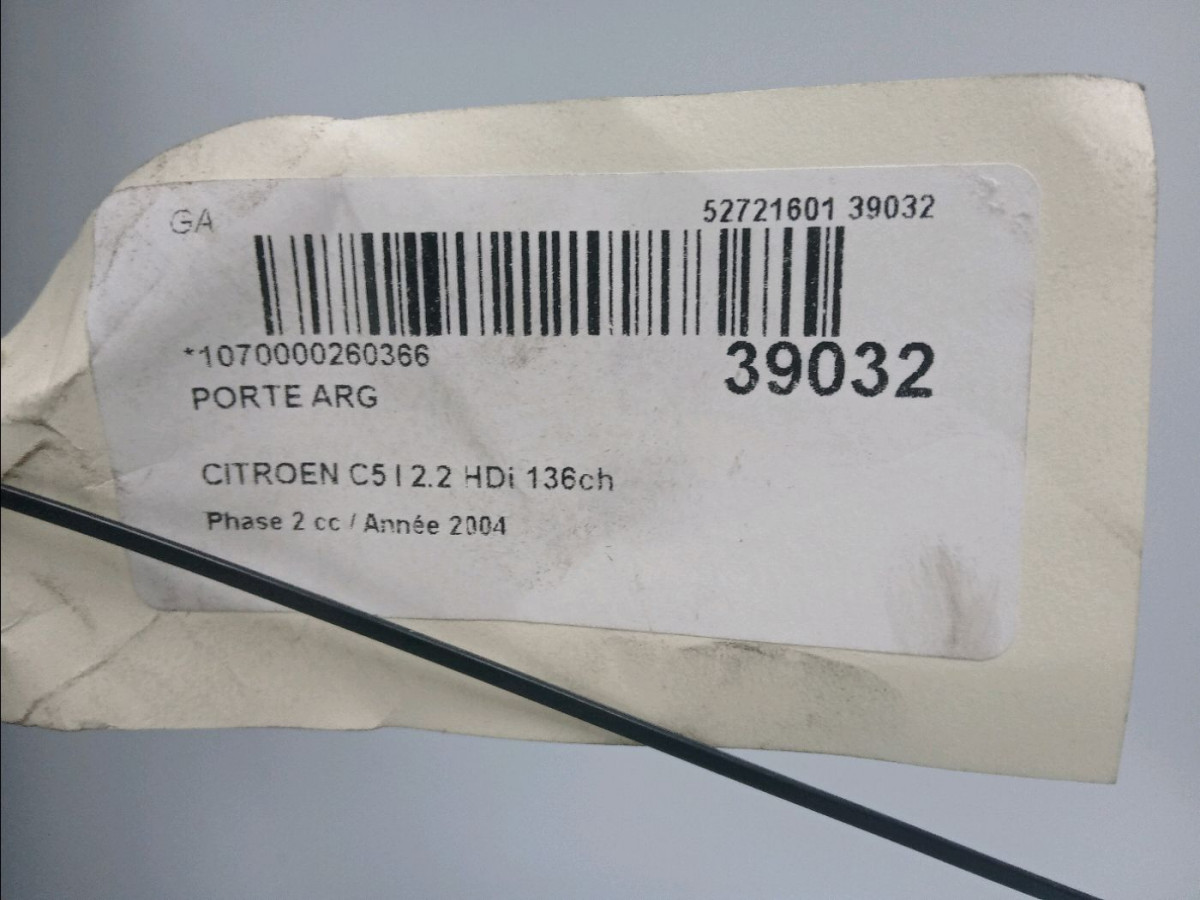 GA
52721601 39032
*1070000260366
39032
PORTE ARG
CITROEN C5 I 2.2 HDi 136ch
Phase 2 cc / Année 2004